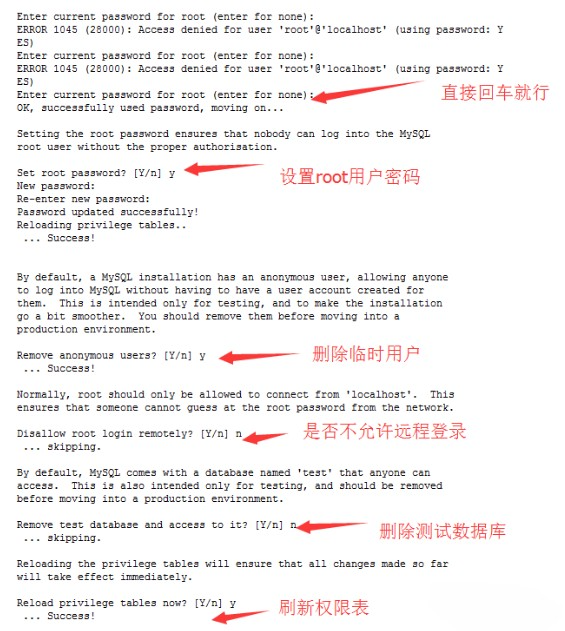 Enter current password for root (enter for none):
ERROR 1045 (28000): Access denied for user 'root'@'localhost' (using password: Y
ES)
Enter current password for root (enter for none):
ERROR 1045 (28000): Access denied for user 'root'@'localhost' (using password: Y
ES)
Enter current password for root (enter for none):
直接回车就行
OK, successfully used password, moving on...
Setting the root password ensures that nobody can log into the MySQL
root user without the proper authorisation.
Set root password? [Y/n] y
设置root用户密码
New password:
Re-enter new password:
Password updated successfully!
Reloading privilege tables..
... Success!
By default, a MySQL installation has an anonymous user, allowing anyone
to log into MySQL without having to have a user account created for
them.  This is intended only for testing, and to make the installation
go a bit smoother.  You should remove them before moving into a
production environment.
Remove anonymous users? [Y/n] y
删除临时用户
... Success!
Normally, root should only be allowed to connect from 'localhost'.  This
ensures that someone cannot guess at the root password from the network.
Disallow root login remotely? [Y/n] n
是否不允许远程登录
... skipping.
By default, MySQL comes with a database named 'test' that anyone can
access.  This is also intended only for testing, and should be removed
before moving into a production environment.
Remove test database and access to it? [Y/n] n
删除测试数据库
... skipping.
Reloading the privilege tables will ensure that all changes made so far
will take effect immediately.
Reload privilege tables now? [Y/n] y
刷新权限表
... Success!